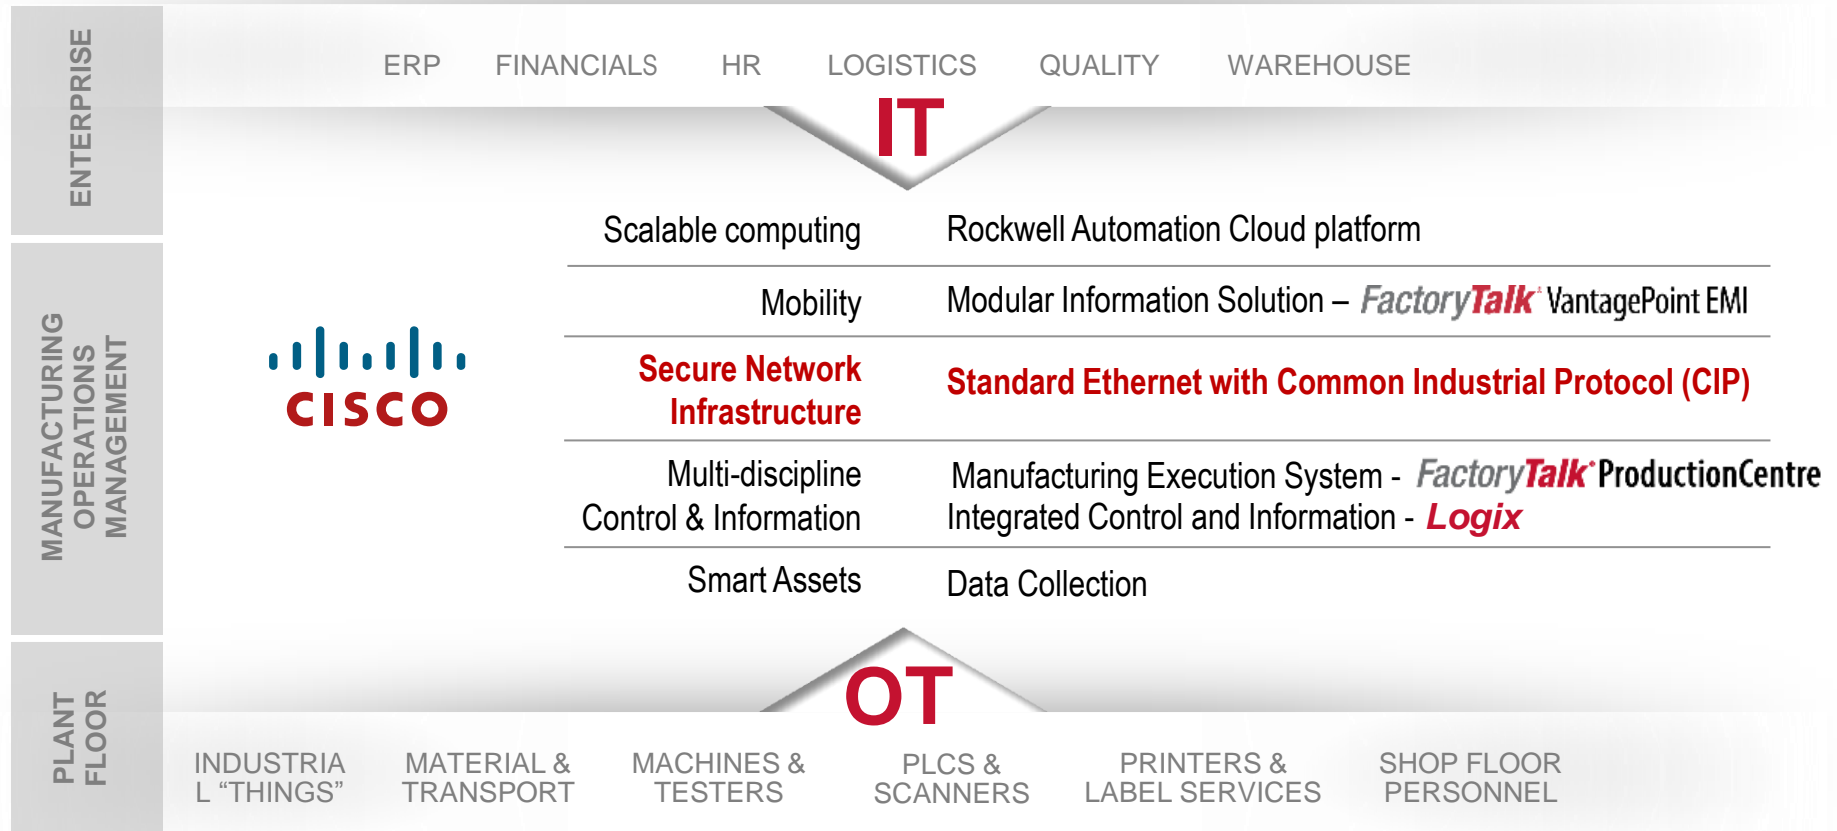 ENTERPRISE
ERP FINANCIALS HR LOGISTICS QUALITY WAREHOUSE
IT
MANUFACTURING
OPERATIONS
MANAGEMENT
CISCO
Scalable computing Rockwell Automation Cloud platform
Mobility Modular Information Solution – FactoryTalk VantagePoint EMI
Secure Network
Infrastructure
Standard Ethernet with Common Industrial Protocol (CIP)
Multi-discipline
Control & Information
Manufacturing Execution System - FactoryTalk ProductionCentre
Integrated Control and Information - Logix
Smart Assets Data Collection
OT
PLANT
FLOOR
INDUSTRIA
L “THINGS”
MATERIAL &
TRANSPORT
MACHINES &
TESTERS
PLCS &
SCANNERS
PRINTERS &
LABEL SERVICES
SHOP FLOOR
PERSONNEL